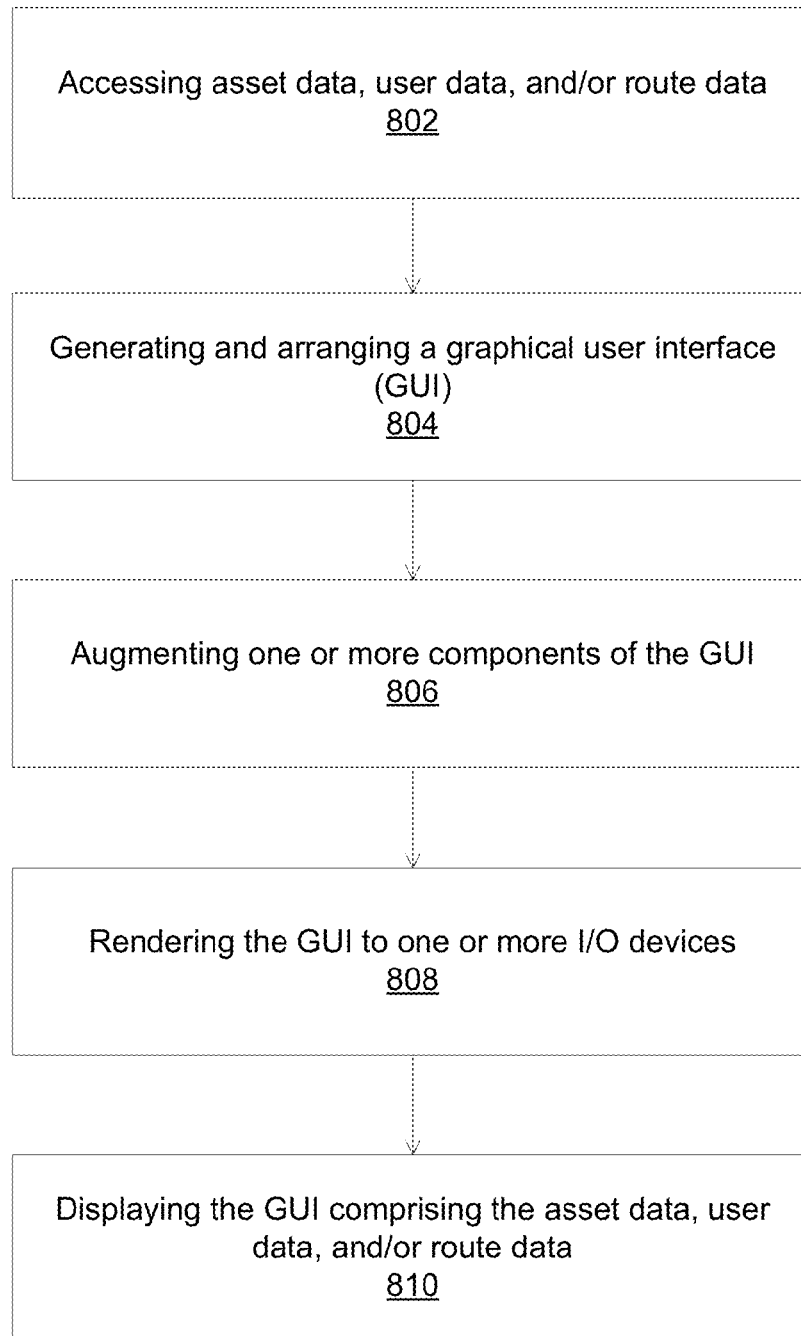 Accessing asset data, user data, and/or route data
802
Generating and arranging a graphical user interface
(GUI)
804
Augmenting one or more components of the GUI
806
Rendering the GUI to one or more I/O devices
808
Displaying the GUI comprising the asset data, user
data, and/or route data
810